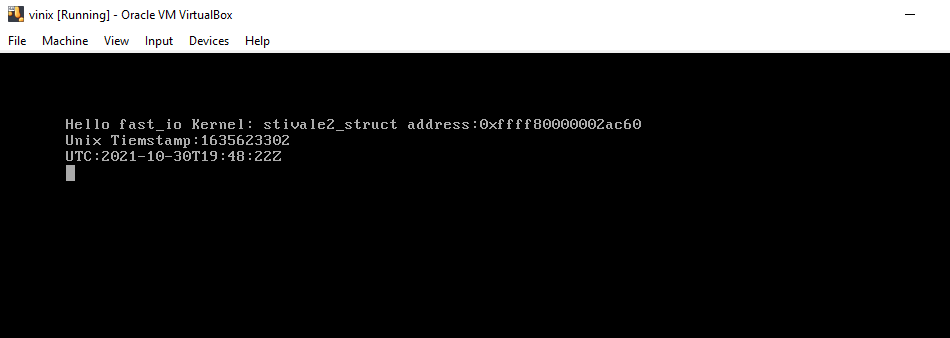 vinix [Running] - Oracle VM VirtualBox
File Machine View Input Devices Help
Hello fast_io Kernel: stivale2_struct address:0xffff80000002ac60
Unix Tiemstamp:1635623302
UTC:2021-10-30T19:48:22Z